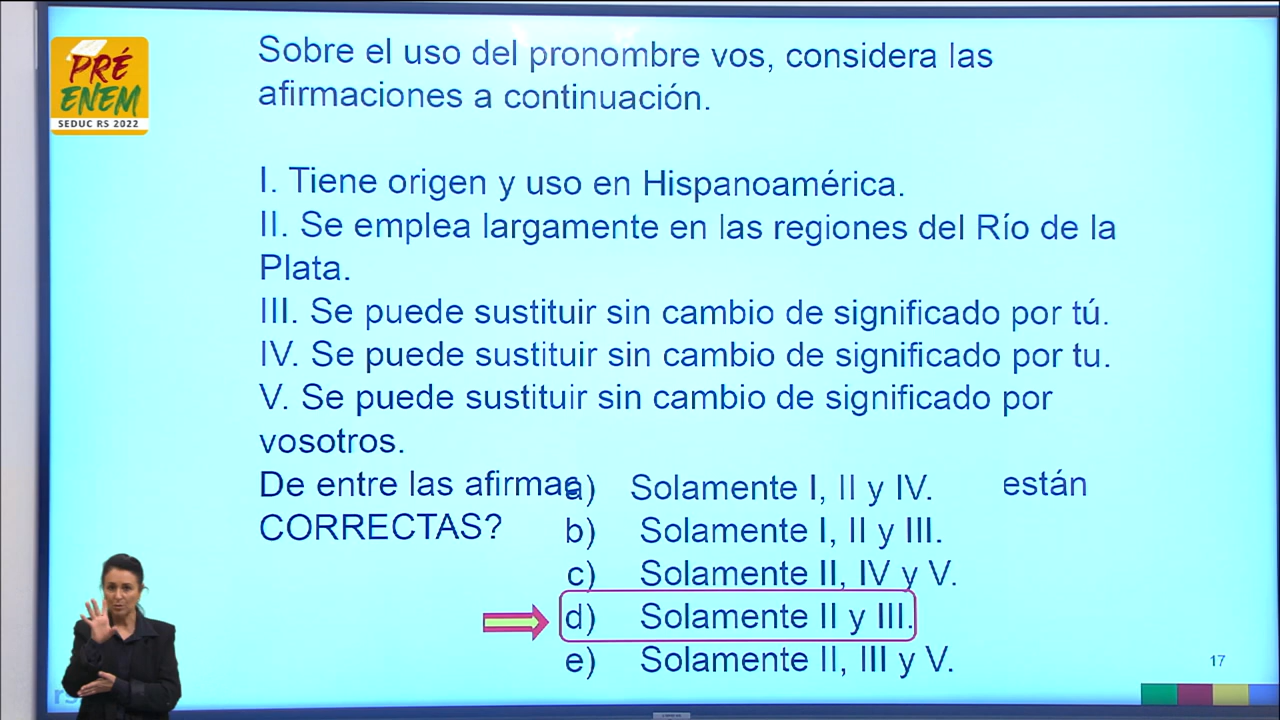 PRÉ
ENEM
SEDUC RS 2022
Sobre el uso del pronombre vos, considera las
afirmaciones a continuación.
I. Tiene origen y uso en Hispanoamérica.
II. Se emplea largamente en las regiones del Río de la
Plata.
III. Se puede sustituir sin cambio de significado por tú.
IV. Se puede sustituir sin cambio de significado por tu.
V. Se puede sustituir sin cambio de significado por
vosotros.
De entre las están
CORRECTAS?
a) Solamente I, II y IV.
b) Solamente I, II y III.
c) Solamente II, IV y V.
d) Solamente II y III.
e) Solamente II, III y V.
17